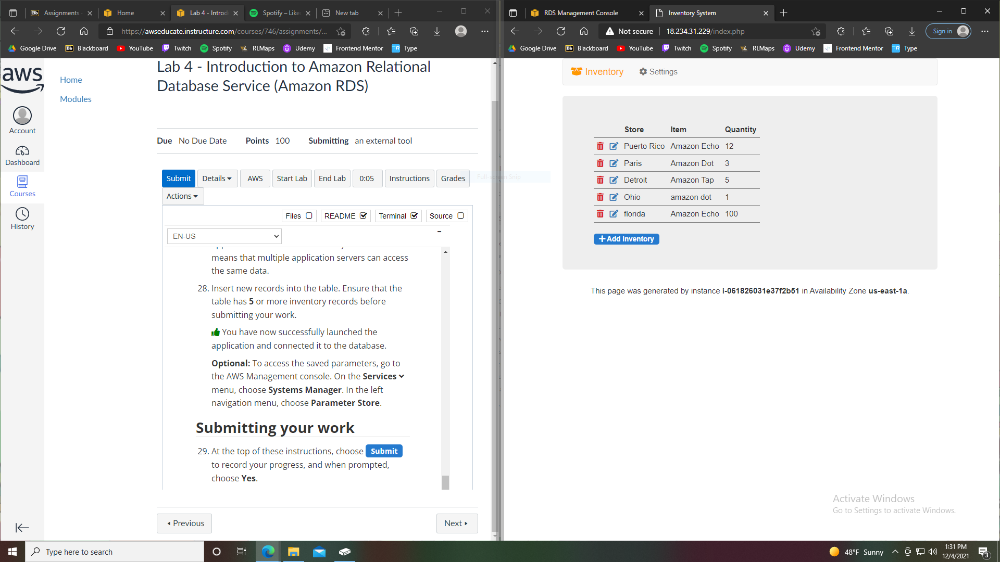 Assignments
Home
Lab 4 - Introd
Spotify – Like
New tab
https://awseducate.instructure.com/courses/746/assignments/...
Google Drive
Bb Blackboard
YouTube
Twitch
Spotify
RLMaps
Udemy
Frontend Mentor
Type
RDS Management Console
Inventory System
Not secure
18.234.31.229/index.php
Sign in
Google Drive
Bb Blackboard
YouTube
Twitch
Spotify
RLMaps
Udemy
Frontend Mentor
Type
aws
Account
Dashboard
Courses
History
Home
Modules
Lab 4 - Introduction to Amazon Relational
Database Service (Amazon RDS)
Due No Due Date Points 100 Submitting an external tool
Submit Details AWS Start Lab End Lab 0:05 Instructions Grades
Actions
Full-screen Snip
Files README Terminal Source
EN-US
means that multiple application servers can access
the same data.
28. Insert new records into the table. Ensure that the
table has 5 or more inventory records before
submitting your work.
You have now successfully launched the
application and connected it to the database.
Optional: To access the saved parameters, go to
the AWS Management console. On the Services
menu, choose Systems Manager. In the left
navigation menu, choose Parameter Store.
Submitting your work
29. At the top of these instructions, choose Submit
to record your progress, and when prompted,
choose Yes.
Previous
Next
Inventory Settings
Store Item Quantity
Puerto Rico Amazon Echo 12
Paris Amazon Dot 3
Detroit Amazon Tap 5
Ohio amazon dot 1
florida Amazon Echo 100
+ Add Inventory
This page was generated by instance i-061826031e37f2b51 in Availability Zone us-east-1a.
Activate Windows
Go to Settings to activate Windows.
Type here to search
48°F Sunny
1:31 PM
12/4/2021
3